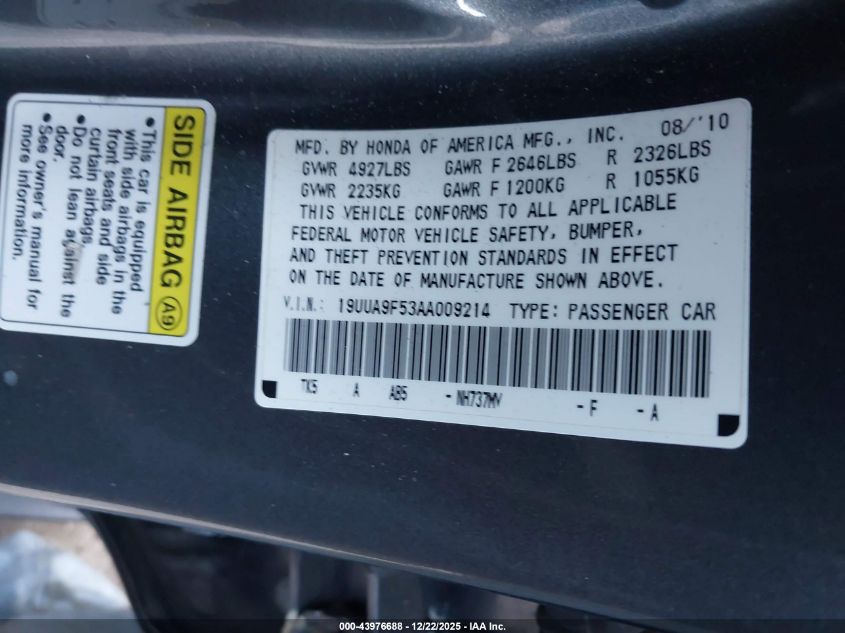 SIDE AIRBAG A9
• This car is equipped
with side airbags in the
front seats and side
curtain airbags.
• Do not lean against the
door.
• See owner's manual for
more information.
MFD. BY HONDA OF AMERICA MFG., INC. 08/'10
GVWR 4927LBS GAWR F 2646LBS R 2326LBS
GVWR 2235KG GAWR F 1200KG R 1055KG
THIS VEHICLE CONFORMS TO ALL APPLICABLE
FEDERAL MOTOR VEHICLE SAFETY, BUMPER,
AND THEFT PREVENTION STANDARDS IN EFFECT
ON THE DATE OF MANUFACTURE SHOWN ABOVE.
V.I.N.: 19UUA9F53AA009214 TYPE: PASSENGER CAR
TK5 A AB5 - NH737MV - F - A
000-43976688 - 12/22/2025 - IAA Inc.